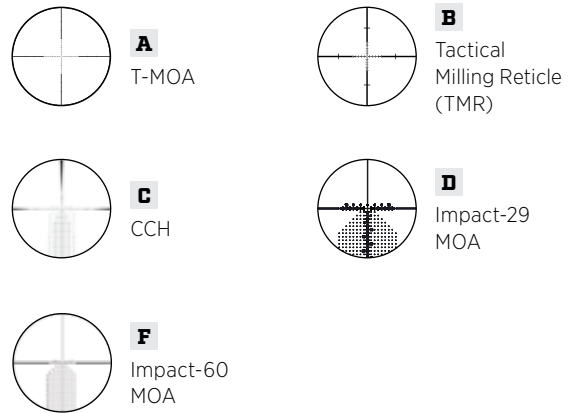 A
T-MOA
B
Tactical
Milling Reticle
(TMR)
C
CCH
D
Impact-29
MOA
F
Impact-60
MOA